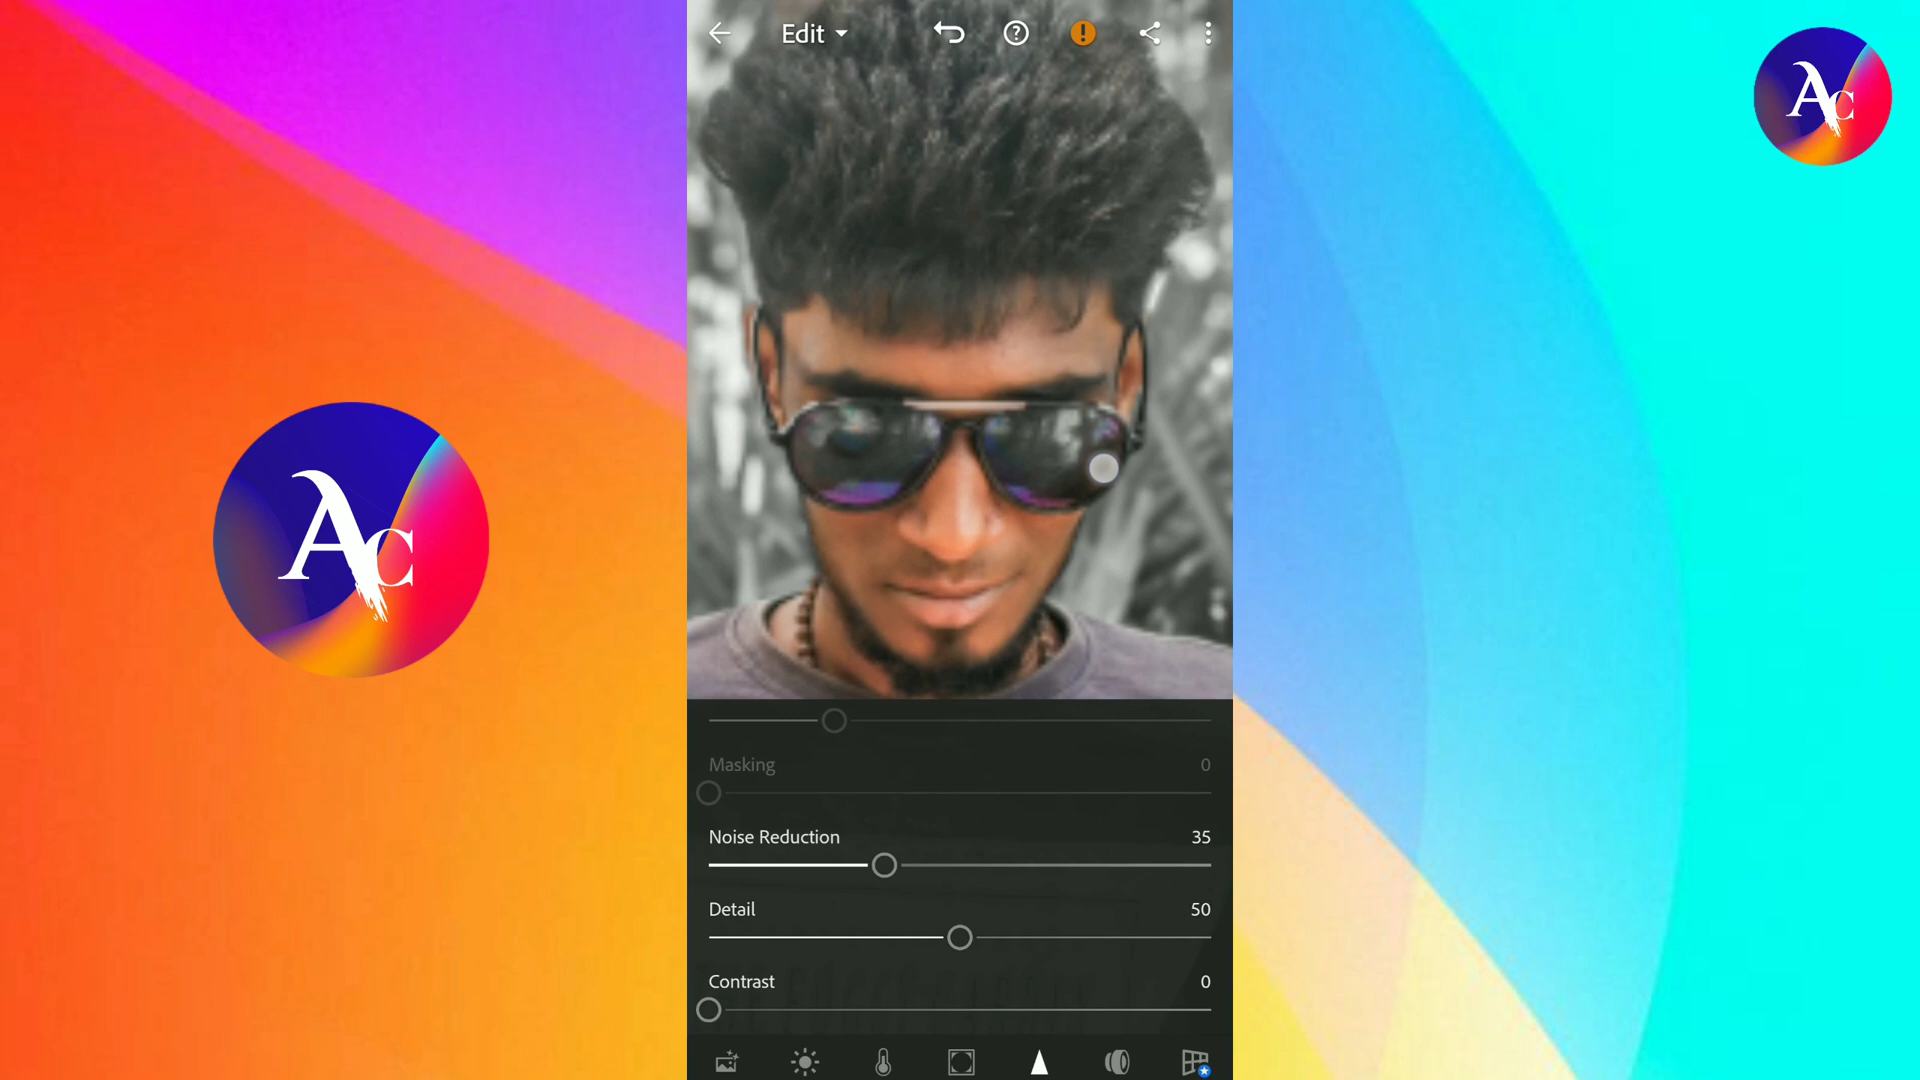 Edit
Ac
Ac
Masking 0
Noise Reduction 35
Detail 50
Contrast 0